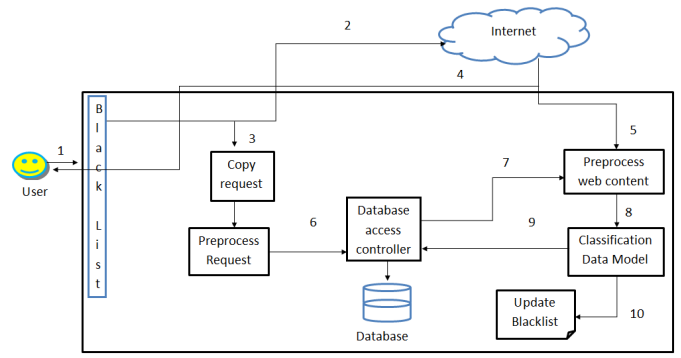 2
Internet
4
B
l
a
c
k
L
i
s
t
1
User
3
Copy
request
5
Preprocess
web content
7
6
Database
access
controller
Preprocess
Request
8
9
Classification
Data Model
Update
Blacklist
10
Database